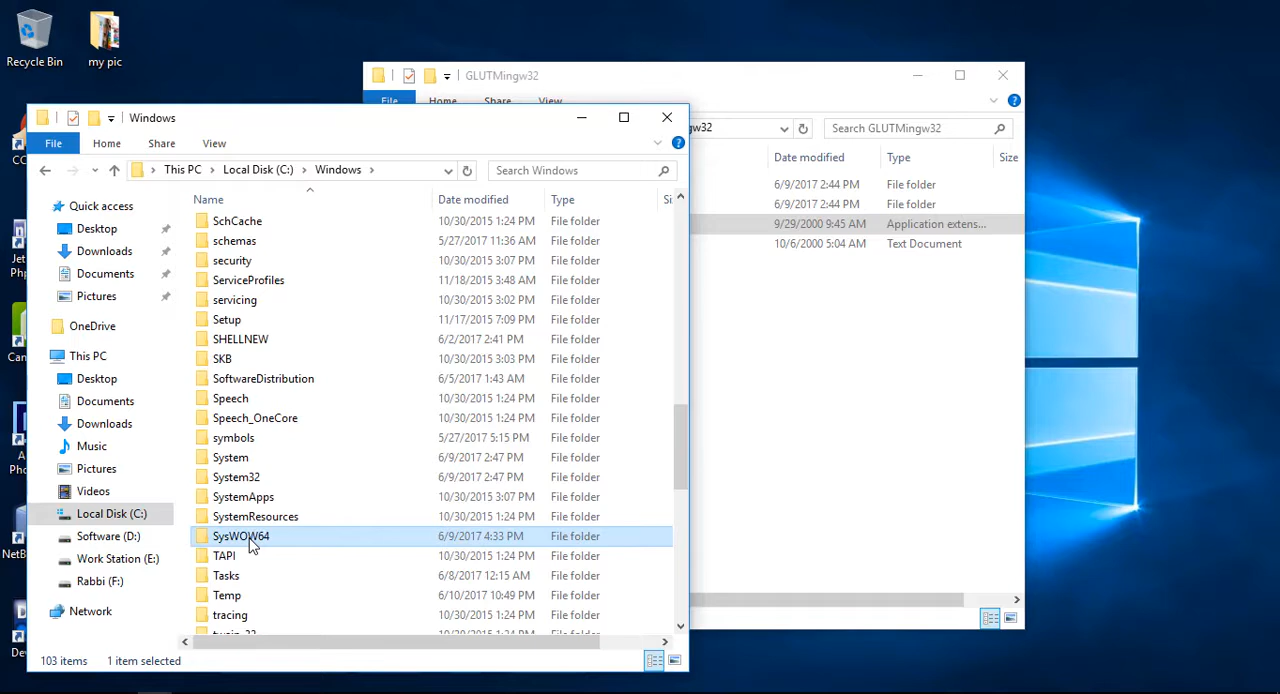 Recycle Bin
my pic
GLUTMingw32
File
Home
Share
View
gw32
Search GLUTMingw32
Date modified
Type
Size
6/9/2017 2:44 PM
File folder
6/9/2017 2:44 PM
File folder
9/29/2000 9:45 AM
Application extens...
10/6/2000 5:04 AM
Text Document
Windows
File
Home
Share
View
This PC
Local Disk (C:)
Windows
Search Windows
Quick access
Desktop
Downloads
Documents
Pictures
OneDrive
This PC
Desktop
Documents
Downloads
Music
Pictures
Videos
Local Disk (C:)
Software (D:)
Work Station (E:)
Rabbi (F:)
Network
Name
Date modified
Type
Si
SchCache 10/30/2015 1:24 PM File folder
schemas 5/27/2017 11:36 AM File folder
security 10/30/2015 3:07 PM File folder
ServiceProfiles 11/18/2015 3:48 AM File folder
servicing 10/30/2015 3:02 PM File folder
Setup 11/17/2015 7:09 PM File folder
SHELLNEW 6/2/2017 2:41 PM File folder
SKB 10/30/2015 3:03 PM File folder
SoftwareDistribution 6/5/2017 1:43 AM File folder
Speech 10/30/2015 1:24 PM File folder
Speech_OneCore 10/30/2015 1:24 PM File folder
symbols 5/27/2017 5:15 PM File folder
System 6/9/2017 2:47 PM File folder
System32 6/9/2017 2:47 PM File folder
SystemApps 10/30/2015 3:07 PM File folder
SystemResources 10/30/2015 1:24 PM File folder
SysWOW64 6/9/2017 4:33 PM File folder
TAPI 10/30/2015 1:24 PM File folder
Tasks 6/8/2017 12:15 AM File folder
Temp 6/10/2017 10:49 PM File folder
tracing 10/30/2015 1:24 PM File folder
103 items
1 item selected
CC
Jet
Php
Can
A
Pho
NetB
Dev